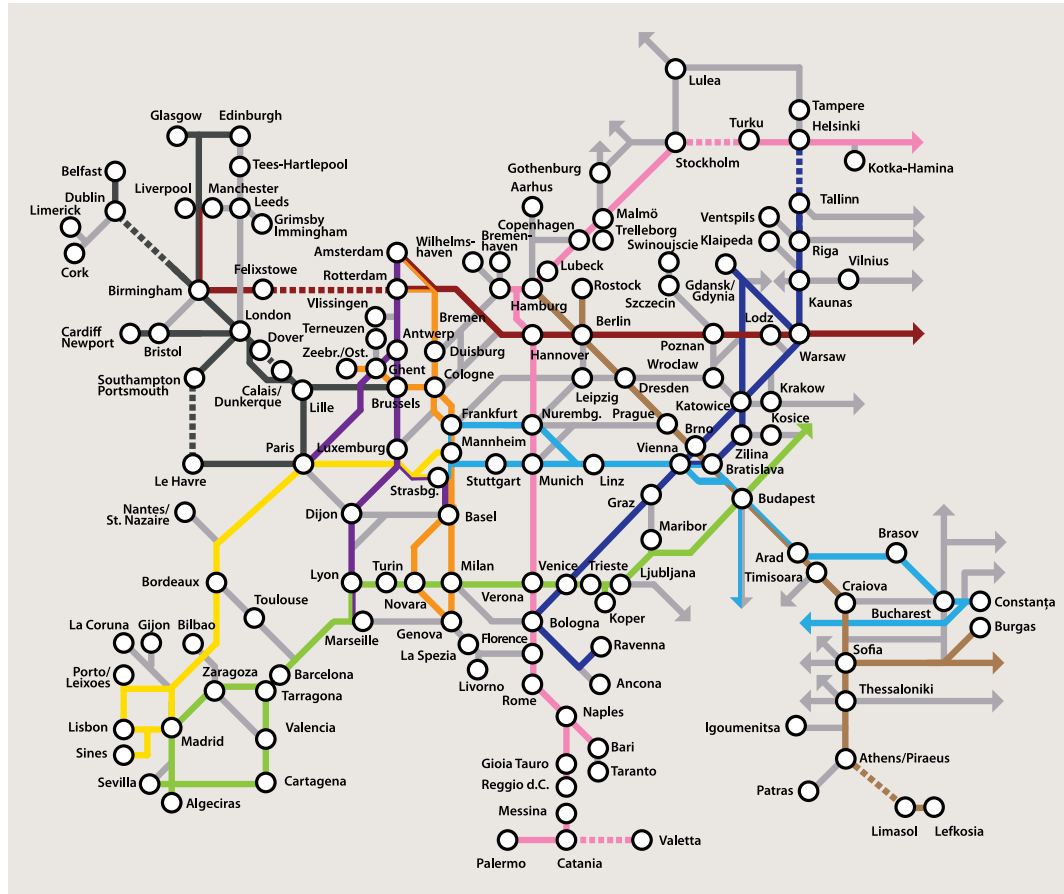 Lulea
Tampere
Glasgow
Edinburgh
Turku
Helsinki
Stockholm
Kotka-Hamina
Tees-Hartlepool
Belfast
Gothenburg
Aarhus
Dublin
Liverpool
Manchester
Leeds
Limerick
Grimsby
Immingham
Malmö
Trelleborg
Tallinn
Ventspils
Copenhagen
Swinoujscie
Klaipeda
Riga
Cork
Amsterdam
Wilhelms-
haven
Bremen-
haven
Vilnius
Lubeck
Felixstowe
Rotterdam
Rostock
Szczecin
Gdansk/
Gdynia
Kaunas
Birmingham
Vlissingen
Hamburg
London
Bremen
Berlin
Lodz
Cardiff
Newport
Bristol
Dover
Terneuzen
Antwerp
Hannover
Poznan
Warsaw
Zeebr./Ost.
Duisburg
Ghent
Cologne
Wroclaw
Southampton
Portsmouth
Calais/
Dunkerque
Lille
Brussels
Leipzig
Dresden
Krakow
Katowice
Frankfurt
Nurembg.
Prague
Kosice
Brno
Paris
Luxemburg
Mannheim
Vienna
Zilina
Le Havre
Strasbg.
Stuttgart
Munich
Linz
Bratislava
Graz
Budapest
Nantes/
St. Nazaire
Dijon
Basel
Maribor
Brasov
Arad
Timisoara
Bordeaux
Lyon
Turin
Milan
Venice
Trieste
Ljubljana
Craiova
Toulouse
Novara
Verona
Koper
Bucharest
Constanța
La Coruna
Gijon
Bilbao
Marseille
Genova
Florence
Bologna
Burgas
Ravenna
La Spezia
Sofia
Porto/
Leixoes
Zaragoza
Barcelona
Tarragona
Livorno
Rome
Ancona
Thessaloniki
Lisbon
Madrid
Valencia
Naples
Igoumenitsa
Sines
Bari
Gioia Tauro
Taranto
Athens/Piraeus
Sevilla
Cartagena
Reggio d.C.
Patras
Algeciras
Messina
Limasol
Lefkosia
Palermo
Catania
Valetta